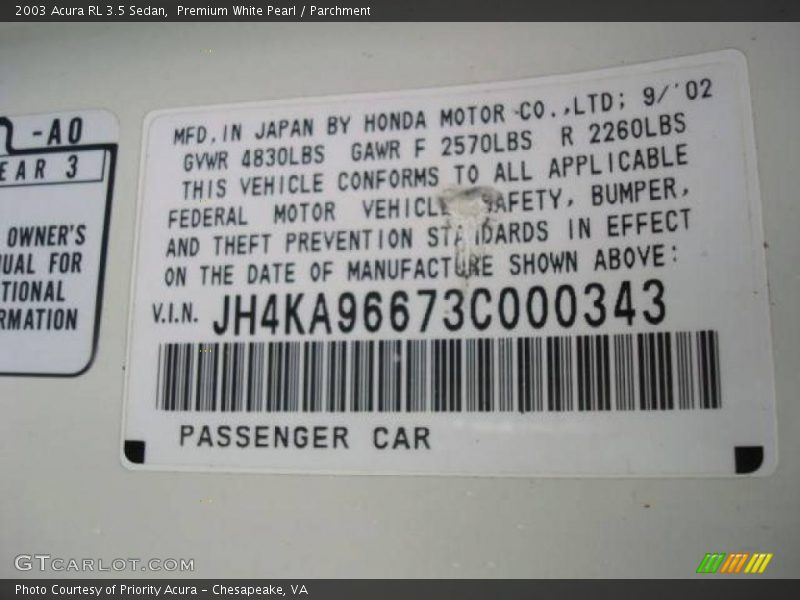 2003 Acura RL 3.5 Sedan, Premium White Pearl / Parchment
-A0
EAR 3
OWNER'S
UAL FOR
TIONAL
RMATION
MFD. IN JAPAN BY HONDA MOTOR CO., LTD; 9/'02
GVWR 4830LBS GAWR F 2570LBS R 2260LBS
THIS VEHICLE CONFORMS TO ALL APPLICABLE
FEDERAL MOTOR VEHICLE SAFETY, BUMPER,
AND THEFT PREVENTION STANDARDS IN EFFECT
ON THE DATE OF MANUFACTURE SHOWN ABOVE:
V.I.N. JH4KA96673C000343
PASSENGER CAR
GTCARLOT.COM
Photo Courtesy of Priority Acura – Chesapeake, VA